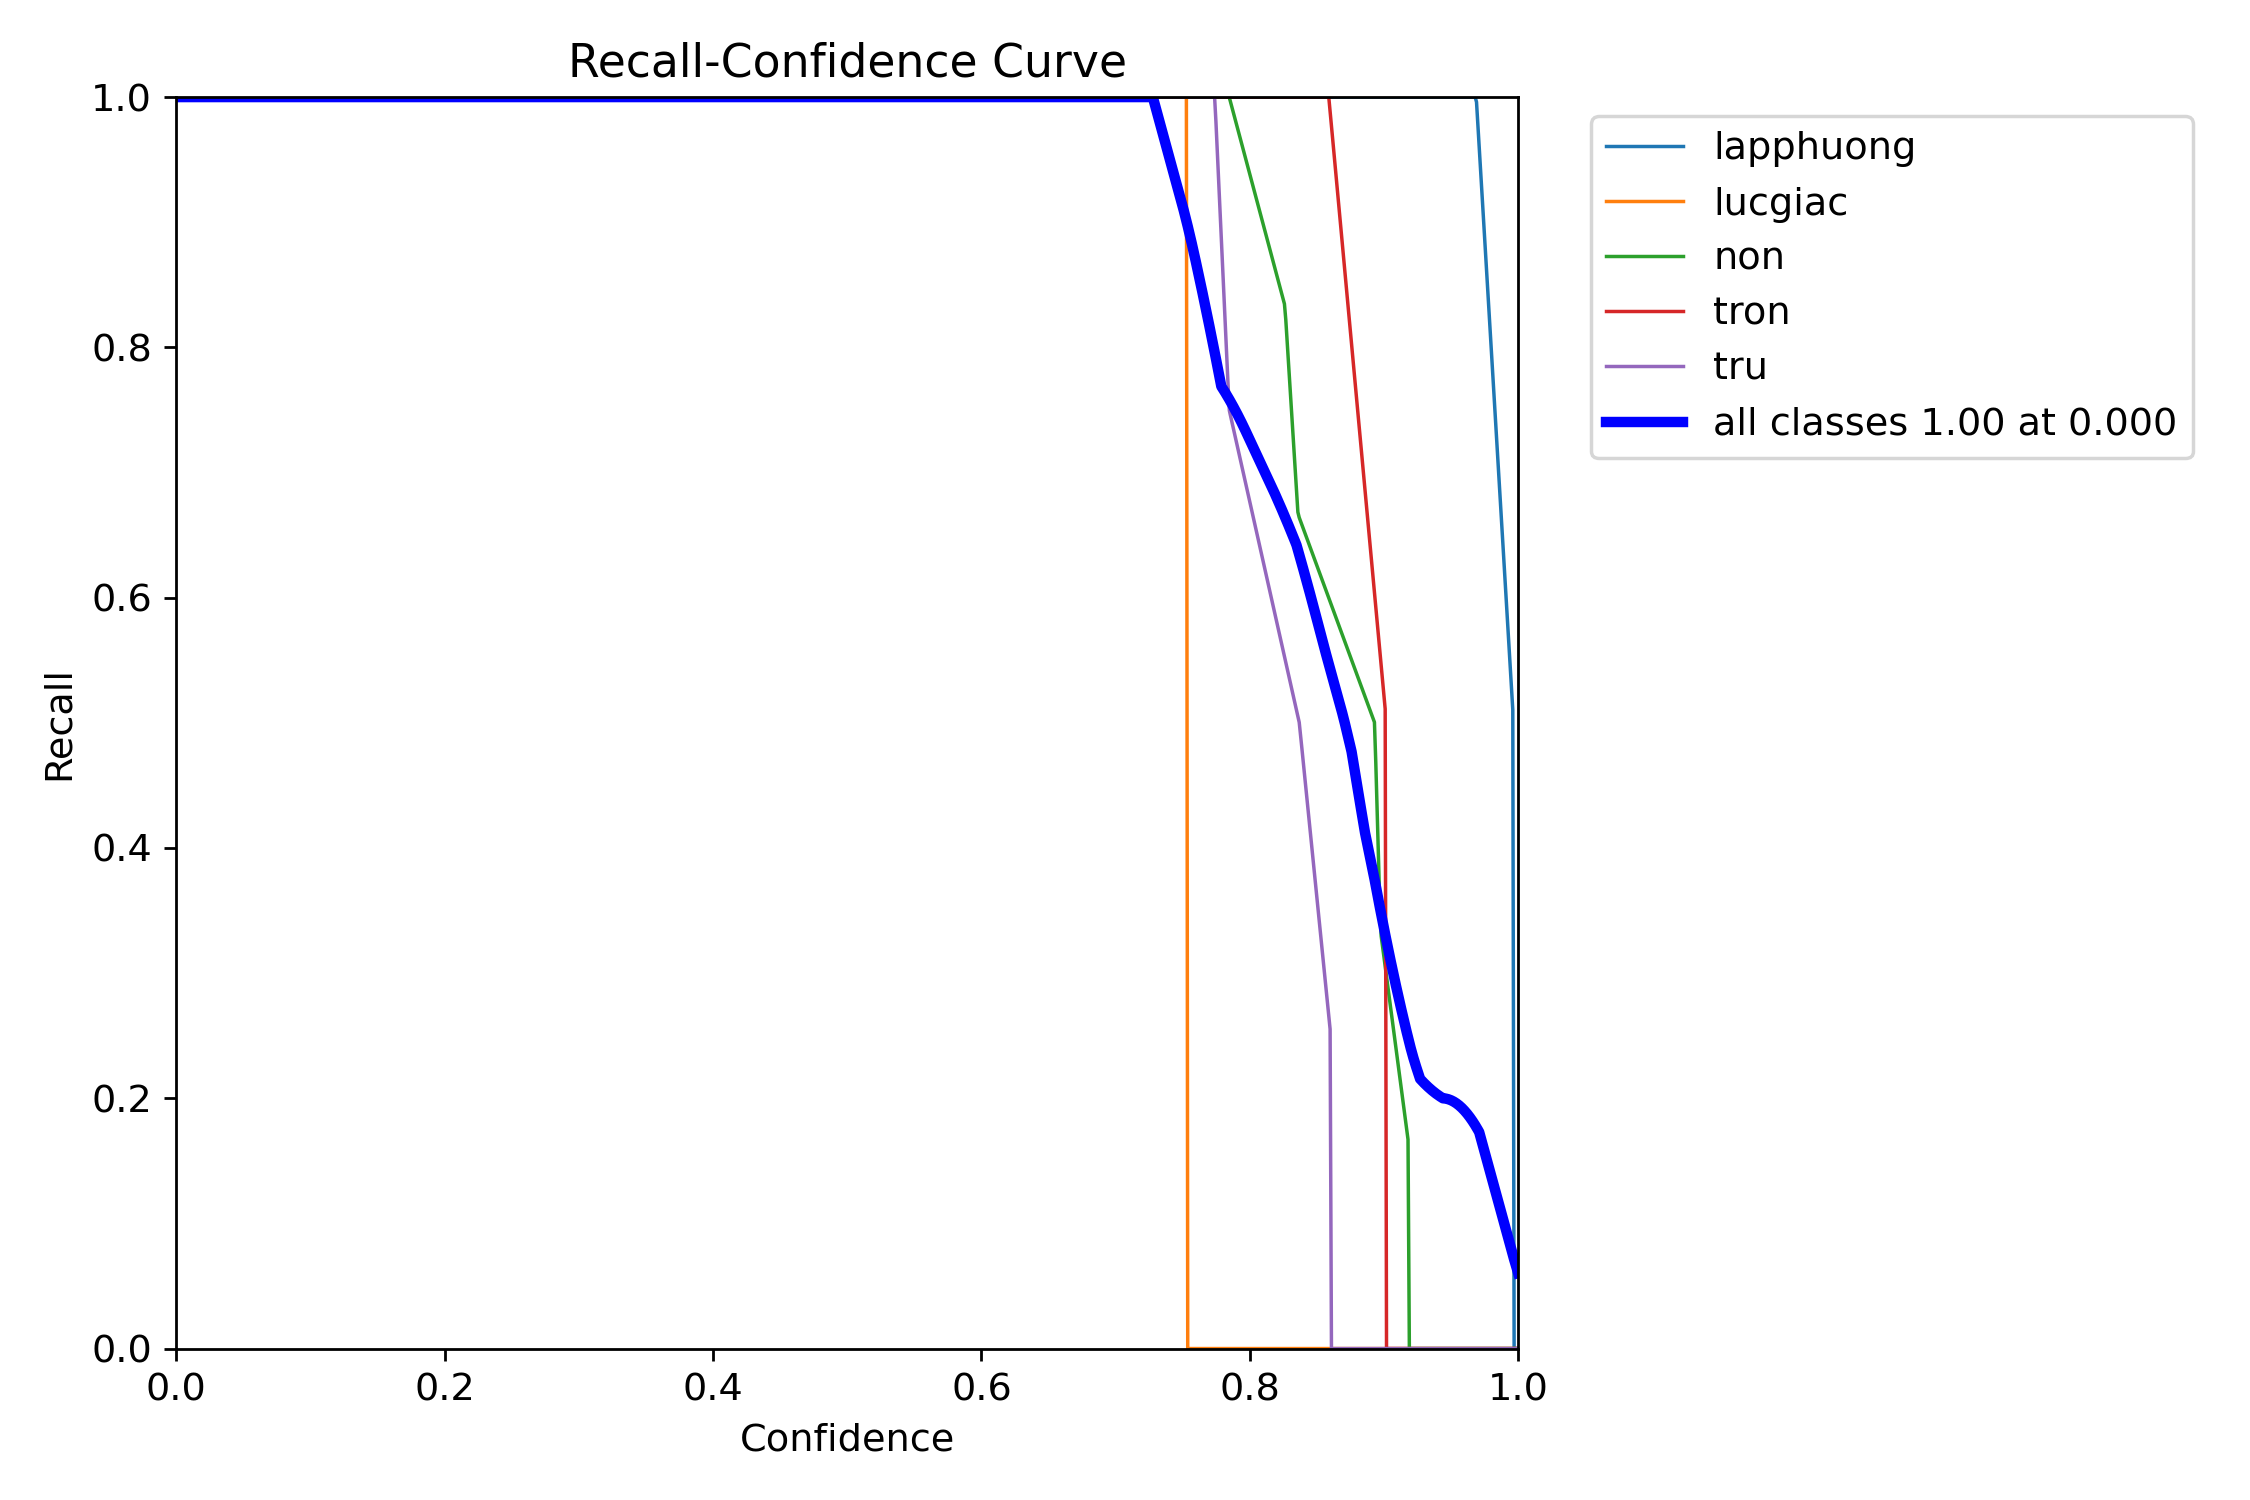 Recall-Confidence Curve
1.0
0.8
0.6
0.4
0.2
0.0
Recall
0.0 0.2 0.4 0.6 0.8 1.0
Confidence
lapphuong
lucgiac
non
tron
tru
all classes 1.00 at 0.000